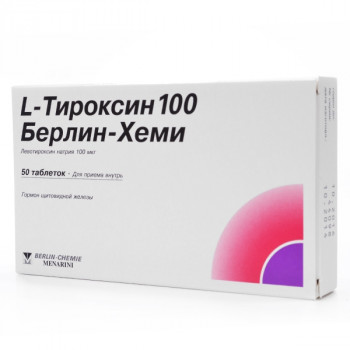 L-Тироксин 100
Берлин-Хеми
Левотироксин натрия 100 мкг
50 таблеток • Для приема внутрь
Гормон щитовидной железы
BERLIN-CHEMIE
MENARINI